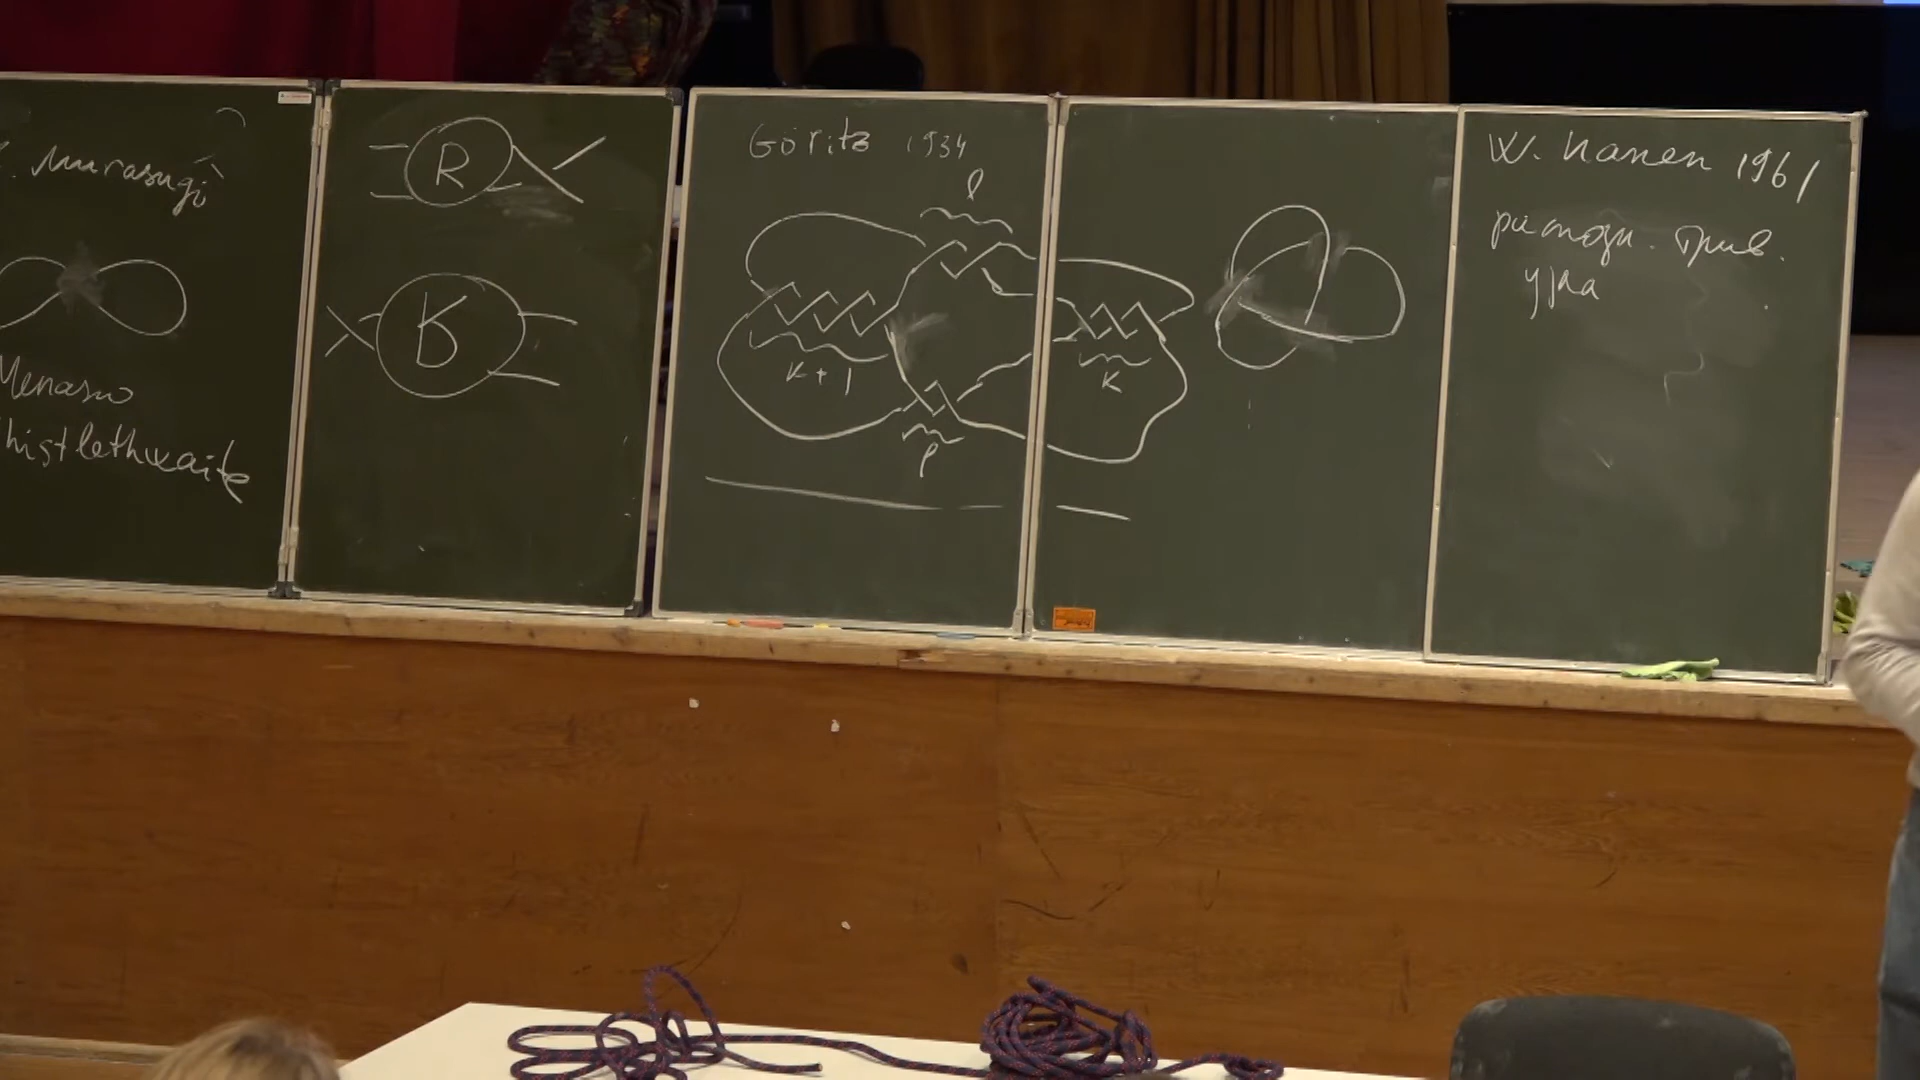 Murasugi
Menasco
Thistlethwaite
R
R
Göritz 1934
l
k+1
k
l
W. Haken 1961
распозн. трив.
узла